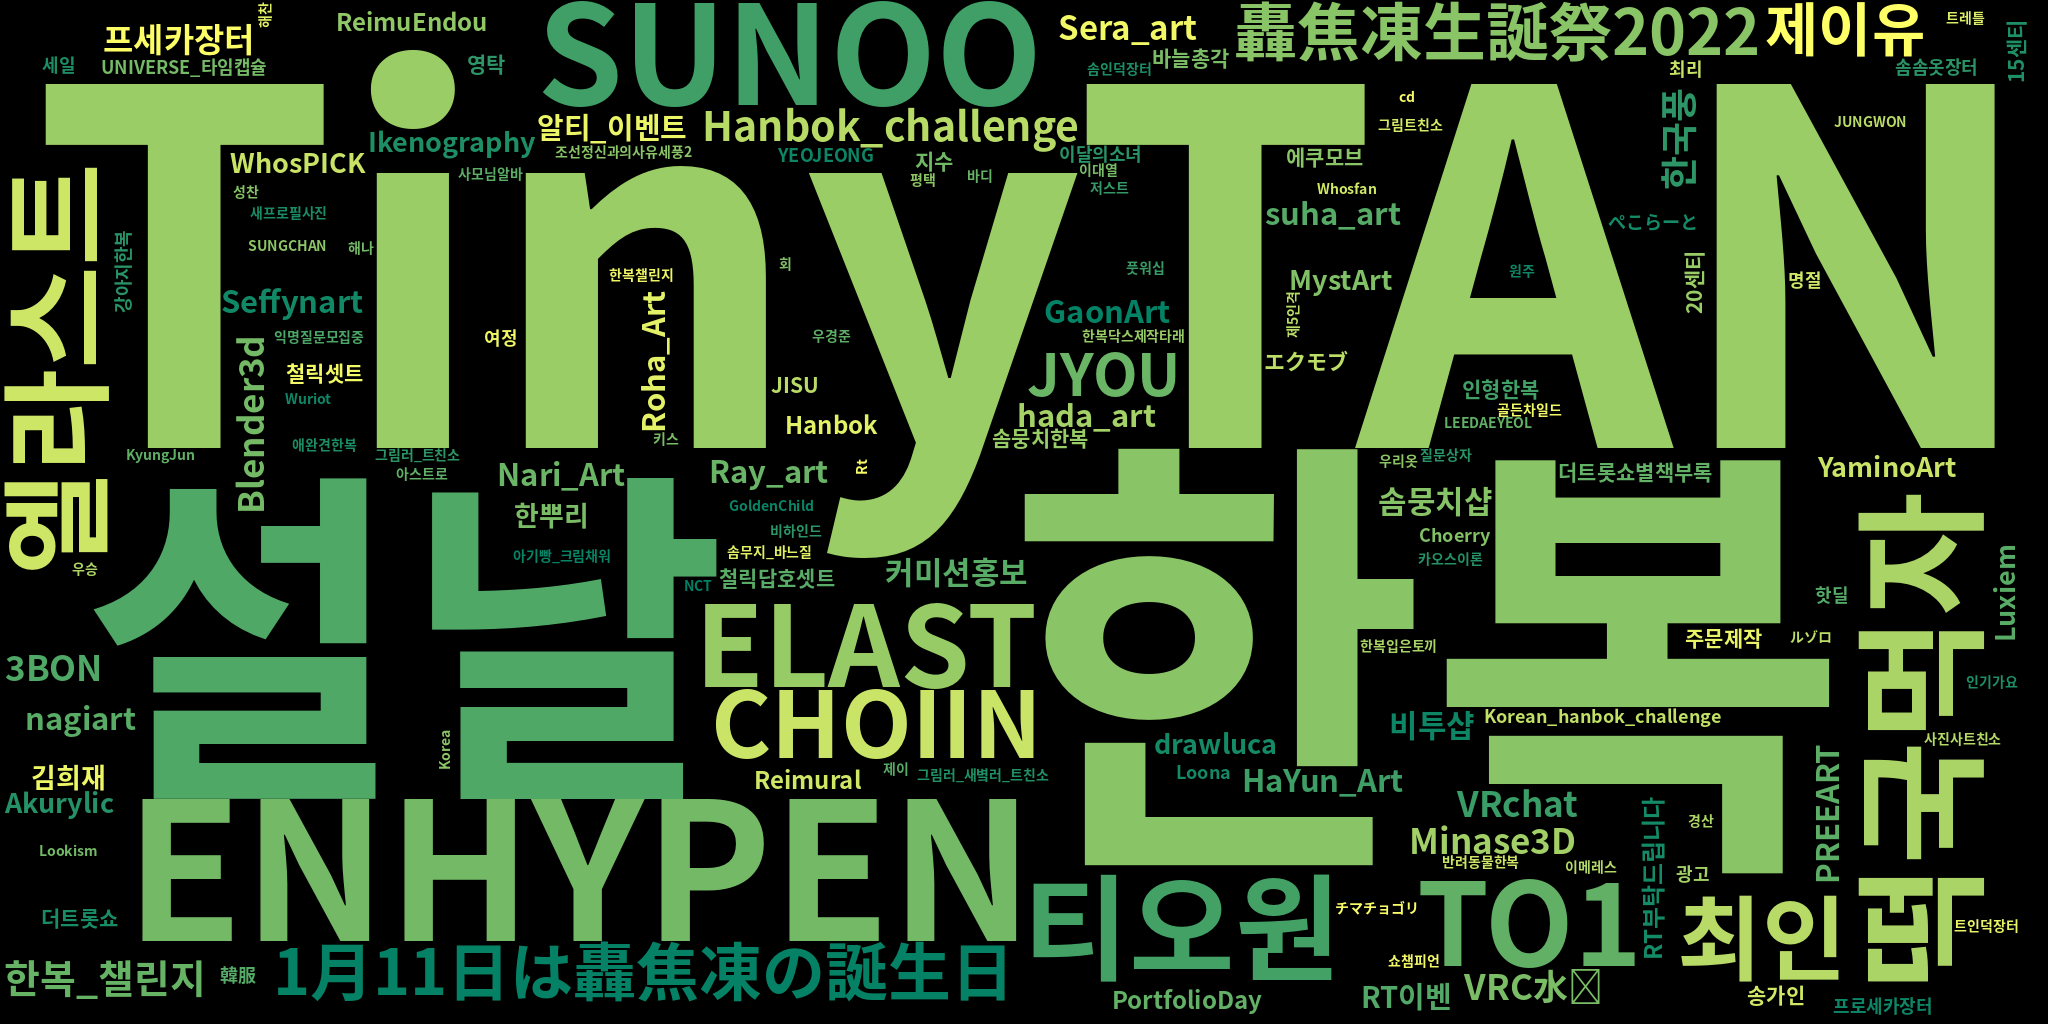 프세카장터
해찬
ReimuEndou
SUNOO
Sera_art
轟焦凍生誕祭2022
제이유
트레틀
15센티
세일
UNIVERSE_타임캡슐
영탁
솜인덕장터
바늘총각
최리
솜솜옷장터
TinyTAN
cd
그림트친소
JUNGWON
한국풍
Ikenography
알티_이벤트
Hanbok_challenge
조선정신과의사유세풍2
YEOJEONG
지수
이달의소녀
에쿠모브
WhosPICK
사모님알바
평택
바디
이대열
저스트
Whosfan
성찬
새프로필사진
suha_art
ぺこらーと
엘라스트
강아지한복
SUNGCHAN
해나
한복챌린지
회
풋워십
원주
20센티
명절
MystArt
Seffynart
Roha_Art
GaonArt
제5인격
익명질문모집중
여정
우경준
한복닥스제작타래
Blender3d
철릭셋트
JISU
JYOU
エクモブ
Wuriot
인형한복
골든차일드
Hanbok
hada_art
LEEDAEYEOL
애완견한복
키스
솜뭉치한복
KyungJun
그림러_트친소
아스트로
Nari_Art
Ray_art
Rt
우리옷
질문상자
더트롯쇼별책부록
YaminoArt
설날
한복
한뿌리
GoldenChild
솜뭉치샵
비하인드
Choerry
아기빵_크림채워
솜무지_바느질
카오스이론
우승
NCT
철릭답호셋트
커미션홍보
핫딜
Luxiem
떡국먹자
ELAST
한복입은토끼
주문제작
ルゾロ
3BON
인기가요
nagiart
CHOIIN
비투샵
Korean_hanbok_challenge
Korea
drawluca
사진사트친소
김희재
Reimural
제이
그림러_새벽러_트친소
Loona
HaYun_Art
PREEART
Akurylic
VRchat
ENHYPEN
RT부탁드립니다
경산
Minase3D
Lookism
반려동물한복
이메레스
광고
더트롯쇼
티오원
チマチョゴリ
TO1
최인
트인덕장터
한복_챌린지
韓服
1月11日は轟焦凍の誕生日
쇼챔피언
PortfolioDay
RT이벤
VRC水
송가인
프로세카장터